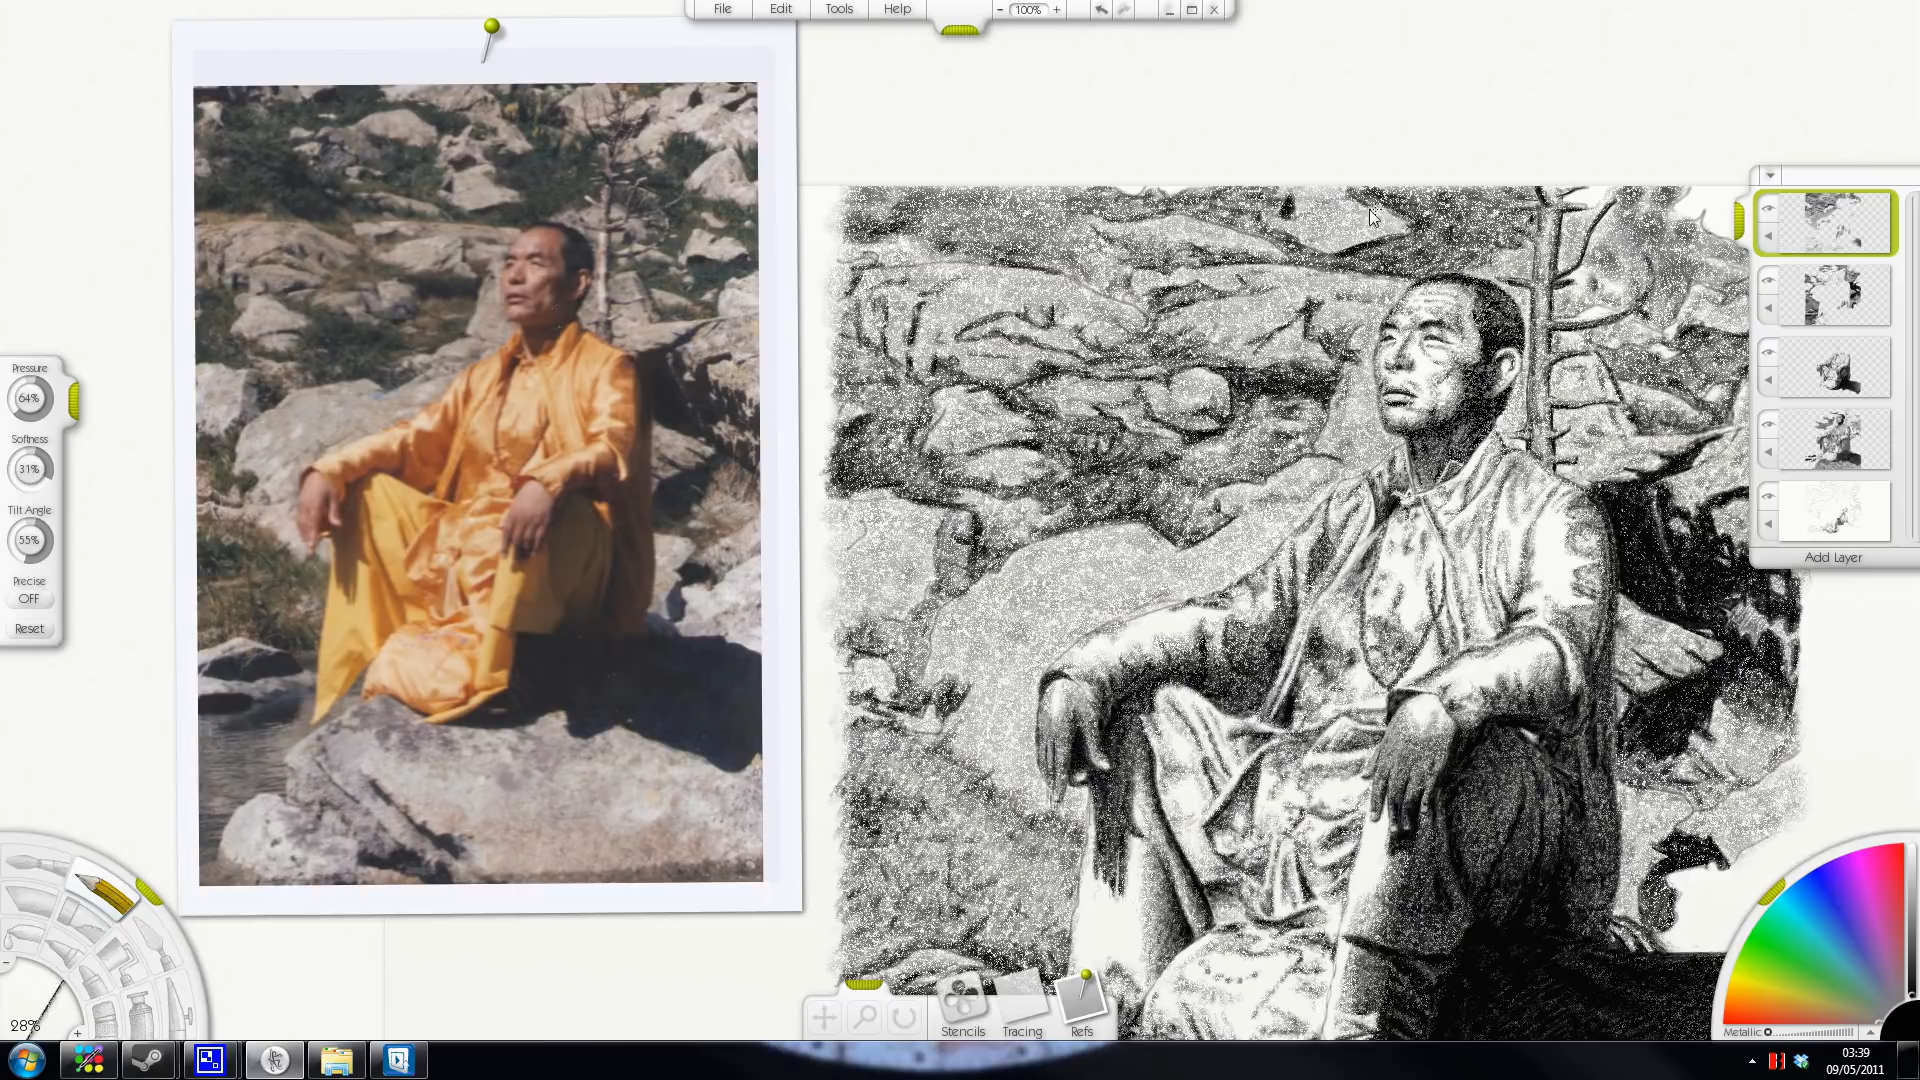 File Edit Tools Help - 100% +
Pressure
64%
Softness
31%
Tilt Angle
55%
Precise
OFF
Reset
Add Layer
28%
+
Stencils Tracing Refs
Metallic
03:39
09/05/2011